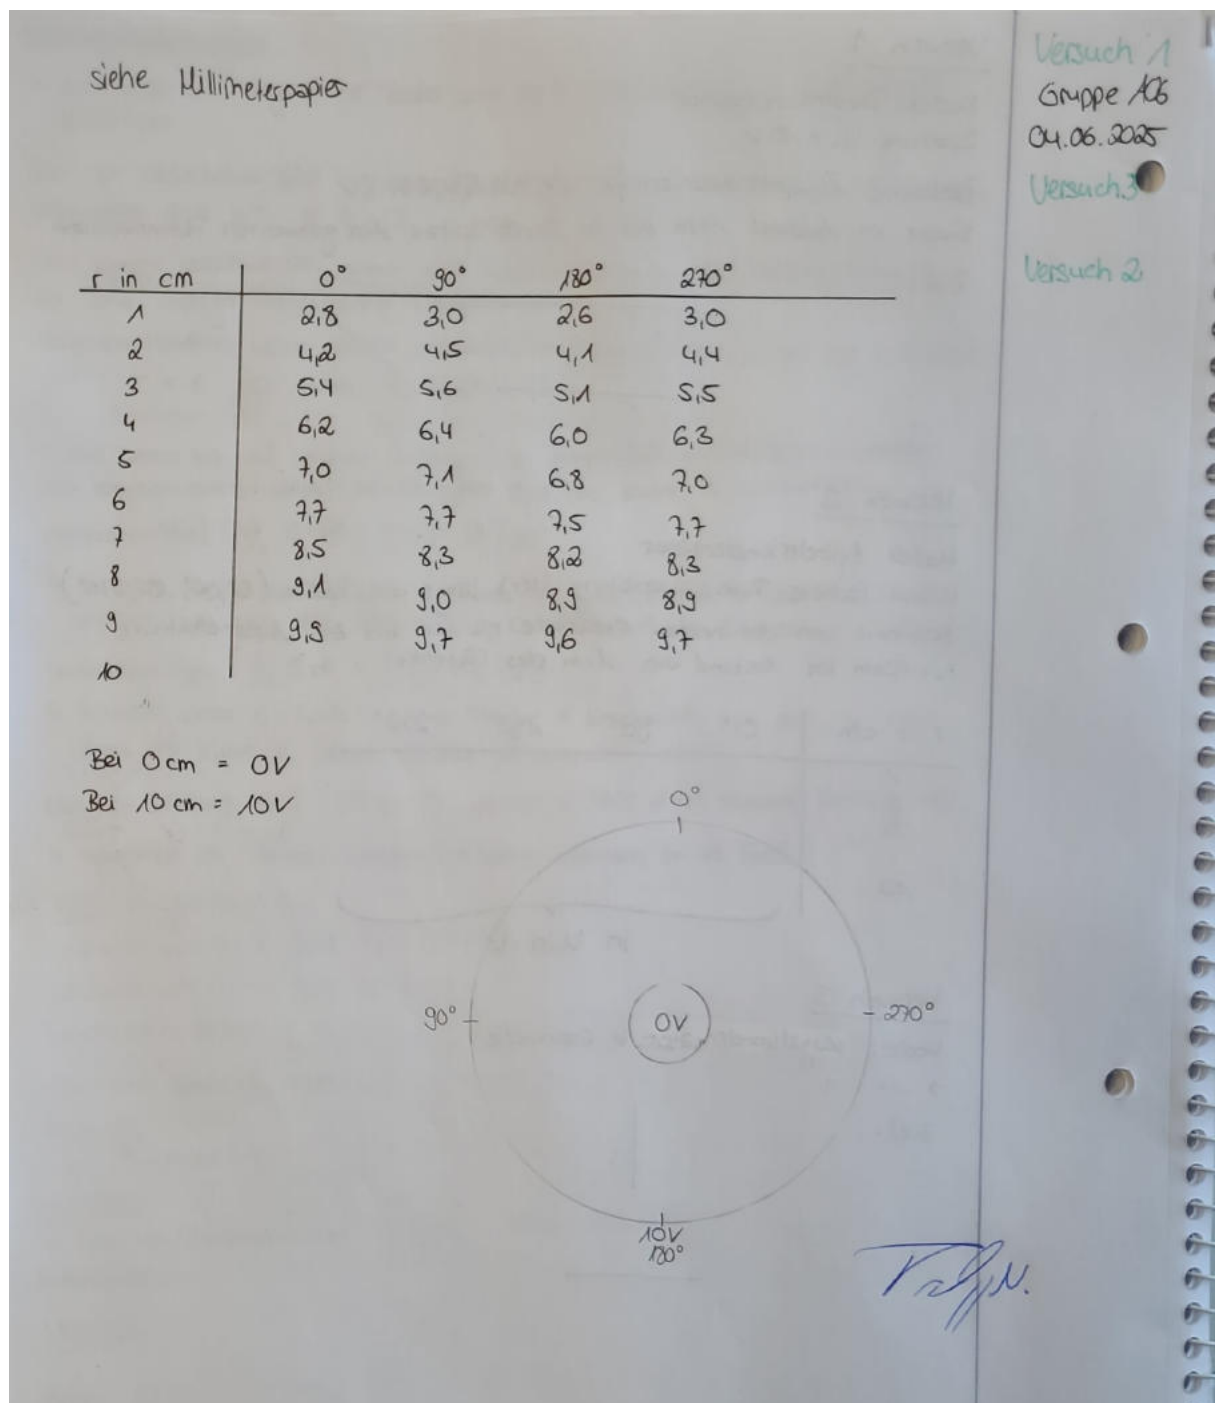 siehe Millimeterpapier
Versuch 1
Gruppe 106
04.06.2025
Versuch 3
Versuch 2
r in cm 0° 90° 180° 270°
1 2,8 3,0 2,6 3,0
2 4,2 4,5 4,1 4,4
3 5,4 5,6 5,1 5,5
4 6,2 6,4 6,0 6,3
5 7,0 7,1 6,8 7,0
6 7,7 7,7 7,5 7,7
7 8,5 8,3 8,2 8,3
8 9,1 9,0 8,9 8,9
9 9,9 9,7 9,6 9,7
10
Bei 0cm = 0V
Bei 10cm = 10V
0°
90° 0V 270°
10V
180°